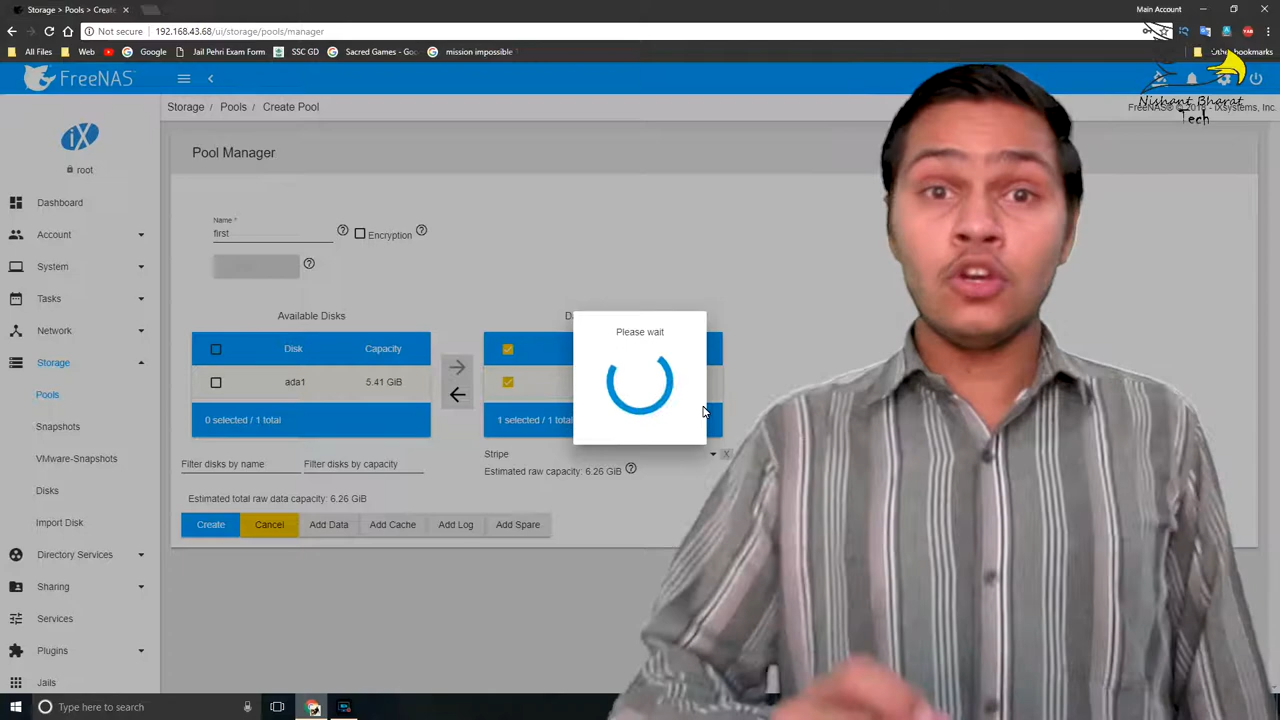 Storage > Pools > Create
Main Account
Not secure 192.168.43.68/ui/storage/pools/manager
All Files Web Google Jail Pehri Exam Form SSC GD Sacred Games - Goo mission impossible Other bookmarks
FreeNAS
Nishant Bharat
Tech
Storage / Pools / Create Pool
FreeNAS® © - iXsystems, Inc.
iX
root
Dashboard
Account
System
Tasks
Network
Storage
Pools
Snapshots
VMware-Snapshots
Disks
Import Disk
Directory Services
Sharing
Services
Plugins
Jails
Pool Manager
Name *
first
Encryption
Available Disks
Disk Capacity
ada1 5.41 GiB
0 selected / 1 total
1 selected / 1 total
Please wait
Filter disks by name Filter disks by capacity
Stripe
X
Estimated raw capacity: 6.26 GiB
Estimated total raw data capacity: 6.26 GiB
Create Cancel Add Data Add Cache Add Log Add Spare
Type here to search